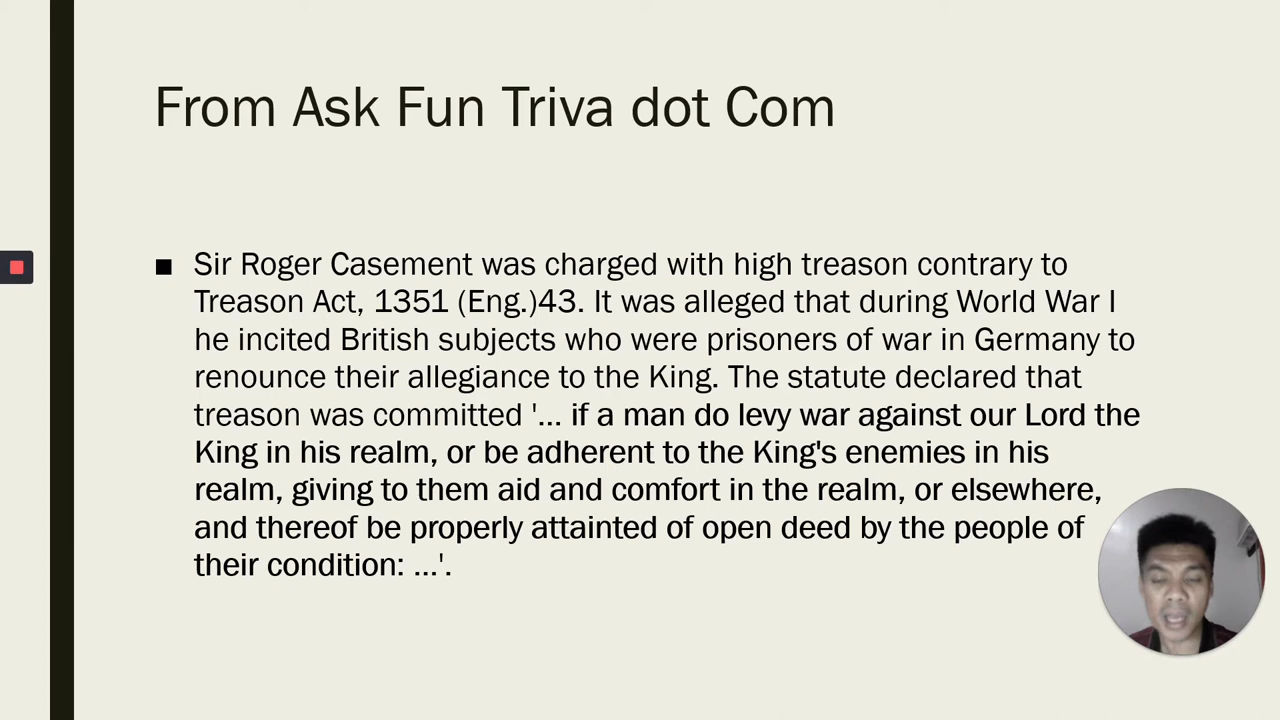 From Ask Fun Triva dot Com
■ Sir Roger Casement was charged with high treason contrary to
Treason Act, 1351 (Eng.)43. It was alleged that during World War I
he incited British subjects who were prisoners of war in Germany to
renounce their allegiance to the King. The statute declared that
treason was committed '... if a man do levy war against our Lord the
King in his realm, or be adherent to the King's enemies in his
realm, giving to them aid and comfort in the realm, or elsewhere,
and thereof be properly attainted of open deed by the people of
their condition: ...'.